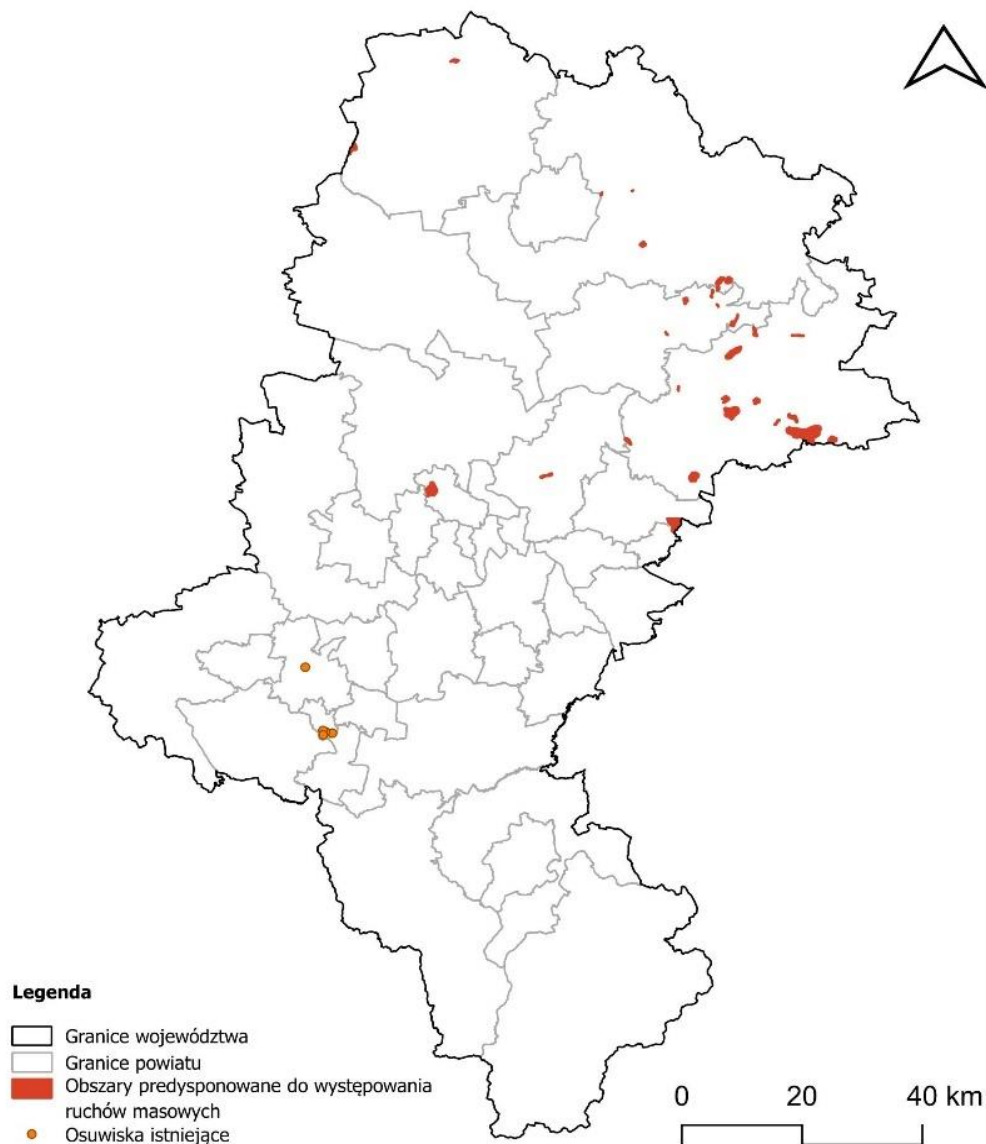 Legenda
Granice województwa
Granice powiatu
Obszary predysponowane do występowania
ruchów masowych
Osuwiska istniejące
0 20 40 km